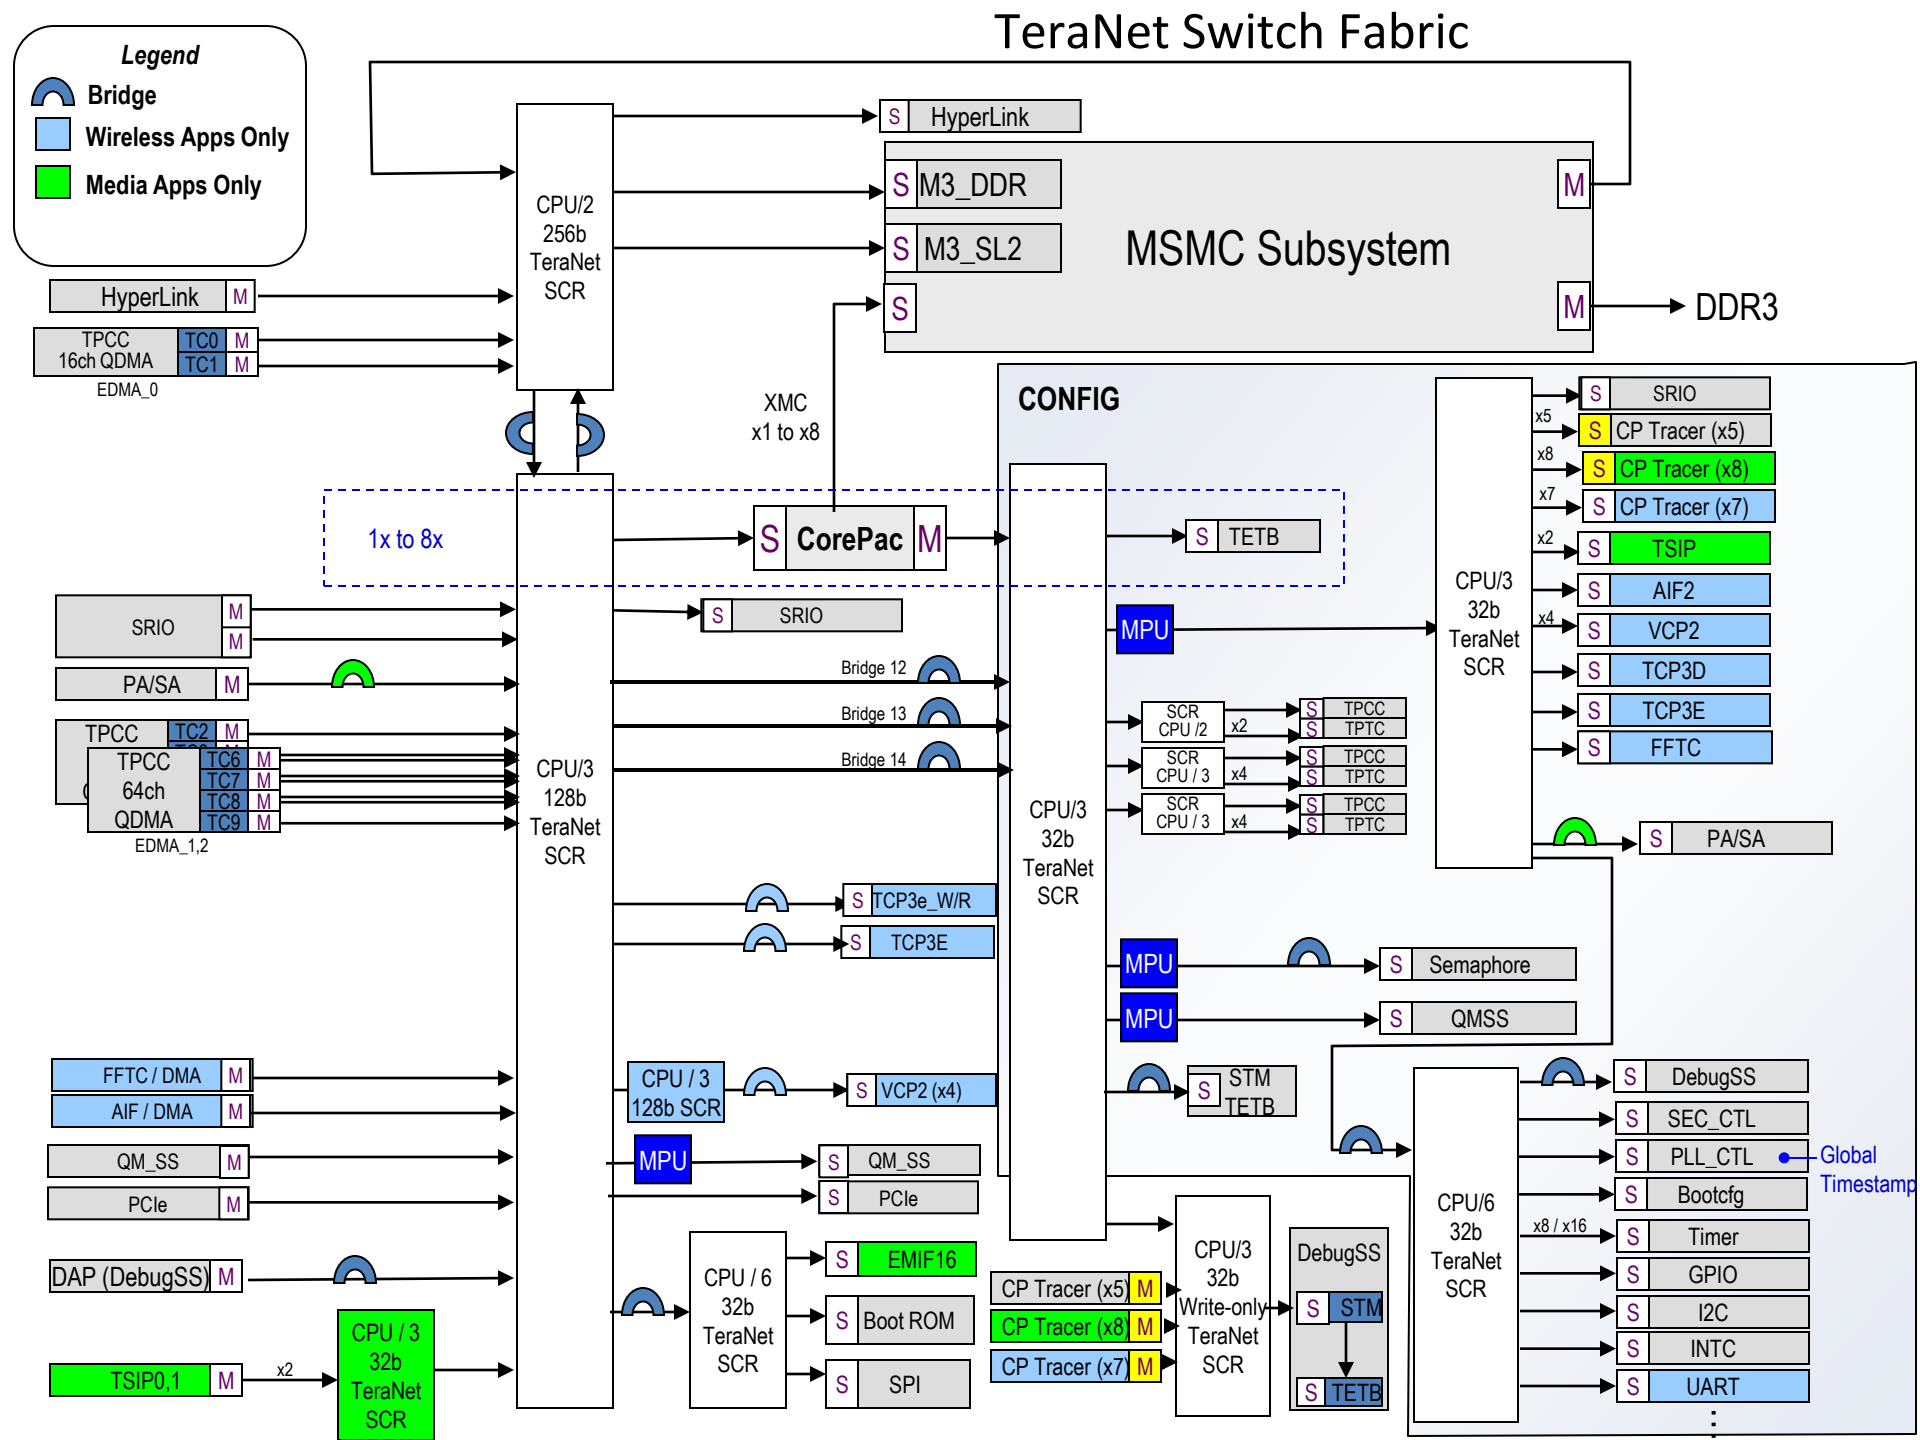 TeraNet Switch Fabric
Legend
Bridge
Wireless Apps Only
Media Apps Only
CPU/2
256b
TeraNet
SCR
S HyperLink
S M3_DDR
S M3_SL2
S
MSMC Subsystem
M
M
DDR3
HyperLink M
TPCC
16ch QDMA
TC0 M
TC1 M
EDMA_0
XMC
x1 to x8
CONFIG
1x to 8x
S CorePac M
S TETB
SRIO
M
M
S SRIO
PA/SA M
Bridge 12
Bridge 13
Bridge 14
TPCC
TC2 M
TPCC
64ch
QDMA
TC6 M
TC7 M
TC8 M
TC9 M
EDMA_1,2
CPU/3
128b
TeraNet
SCR
CPU/3
32b
TeraNet
SCR
MPU
SCR
CPU /2
x2
S TPCC
S TPTC
SCR
CPU / 3
x4
S TPCC
S TPTC
SCR
CPU / 3
x4
S TPCC
S TPTC
CPU/3
32b
TeraNet
SCR
S SRIO
x5
S CP Tracer (x5)
x8
S CP Tracer (x8)
x7
S CP Tracer (x7)
x2
S TSIP
S AIF2
x4
S VCP2
S TCP3D
S TCP3E
S FFTC
S PA/SA
S TCP3e_W/R
S TCP3E
MPU
S Semaphore
MPU
S QMSS
FFTC / DMA M
AIF / DMA M
QM_SS M
PCIe M
DAP (DebugSS) M
TSIP0,1 M
x2
CPU / 3
32b
TeraNet
SCR
CPU / 3
128b SCR
S VCP2 (x4)
MPU
S QM_SS
S PCIe
CPU / 6
32b
TeraNet
SCR
S EMIF16
S Boot ROM
S SPI
S STM
TETB
CPU/3
32b
Write-only
TeraNet
SCR
CP Tracer (x5) M
CP Tracer (x8) M
CP Tracer (x7) M
DebugSS
S STM
S TETB
CPU/6
32b
TeraNet
SCR
S DebugSS
S SEC_CTL
S PLL_CTL
Global
Timestamp
S Bootcfg
x8 / x16
S Timer
S GPIO
S I2C
S INTC
S UART